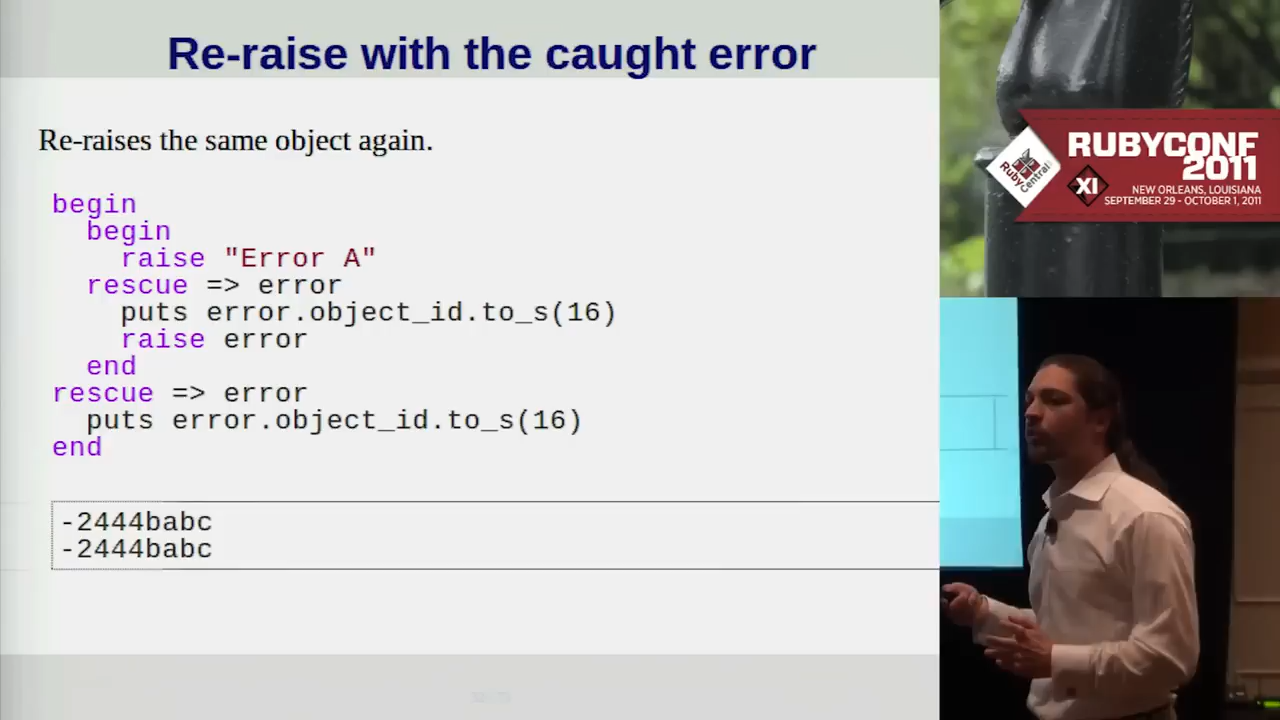 Re-raise with the caught error
Re-raises the same object again.
begin
begin
raise "Error A"
rescue => error
puts error.object_id.to_s(16)
raise error
end
rescue => error
puts error.object_id.to_s(16)
end
-2444babc
-2444babc
RUBYCONF
2011
RubyCentral
XI
NEW ORLEANS, LOUISIANA
SEPTEMBER 29 - OCTOBER 1, 2011